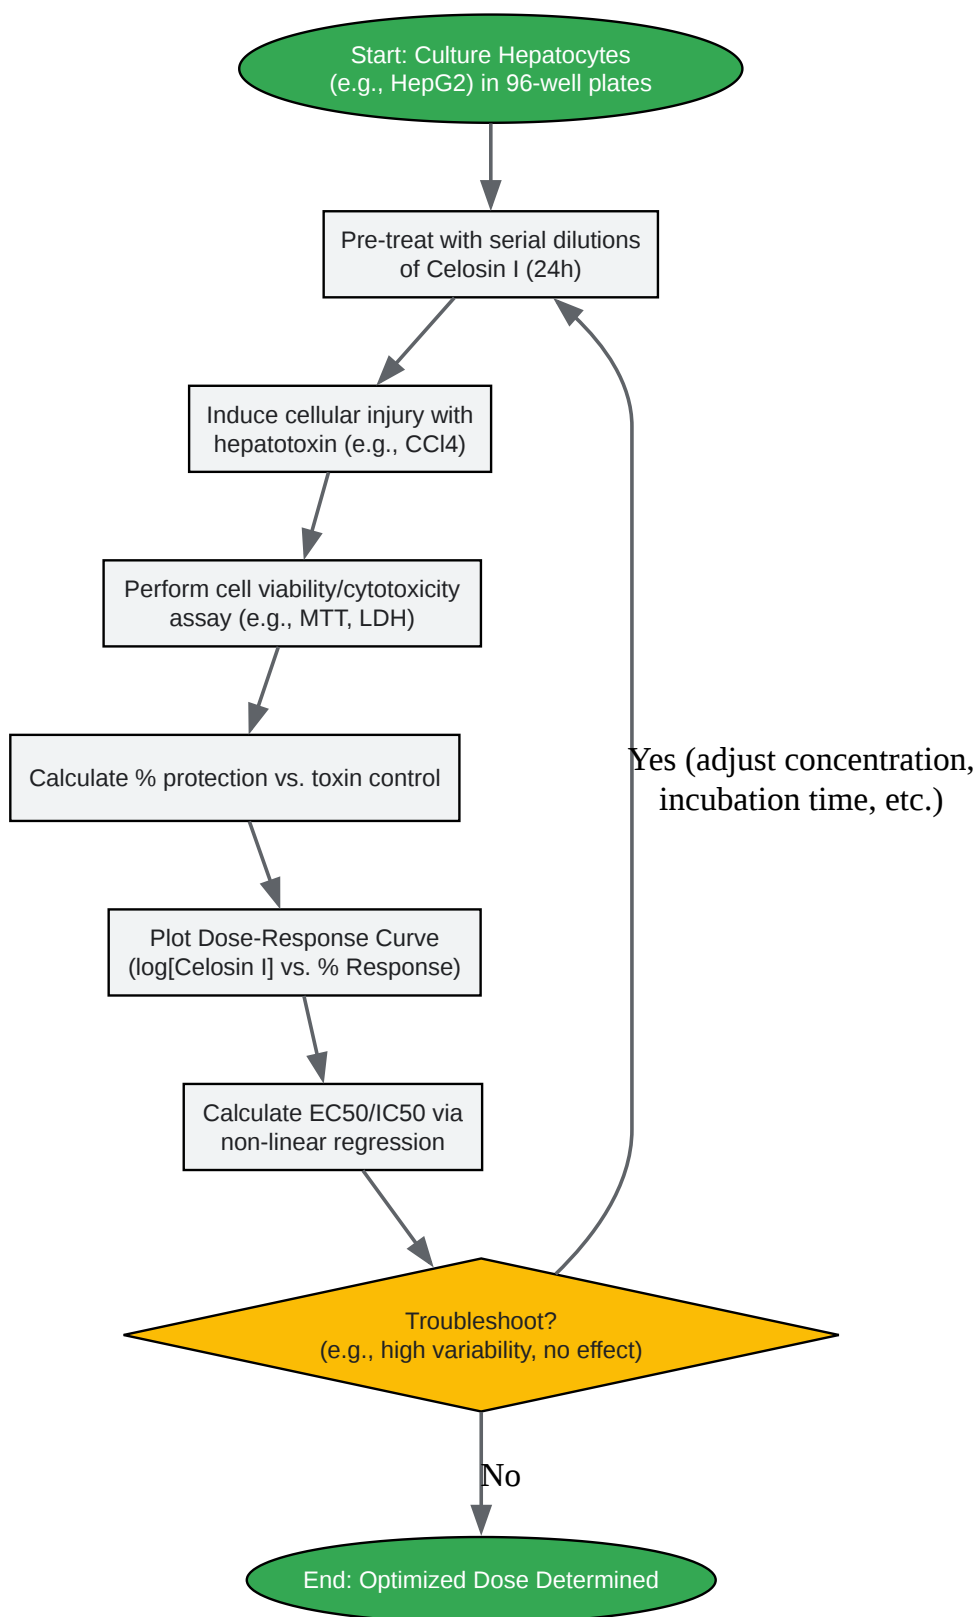 Start: Culture Hepatocytes
(e.g., HepG2) in 96-well plates
Pre-treat with serial dilutions
of Celosin I (24h)
Induce cellular injury with
hepatotoxin (e.g., CCl4)
Perform cell viability/cytotoxicity
assay (e.g., MTT, LDH)
Calculate % protection vs. toxin control
Yes (adjust concentration,
incubation time, etc.)
Plot Dose-Response Curve
(log[Celosin I] vs. % Response)
Calculate EC50/IC50 via
non-linear regression
Troubleshoot?
(e.g., high variability, no effect)
No
End: Optimized Dose Determined